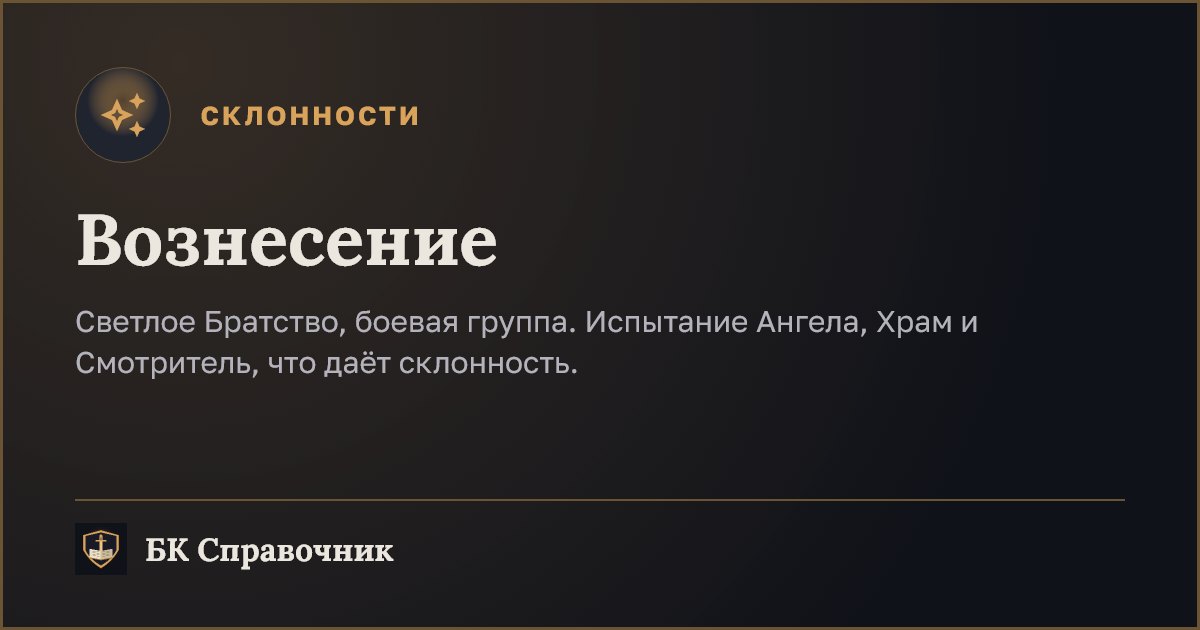 склонности
Вознесение
Светлое Братство, боевая группа. Испытание Ангела, Храм и
Смотритель, что даёт склонность.
БК Справочник